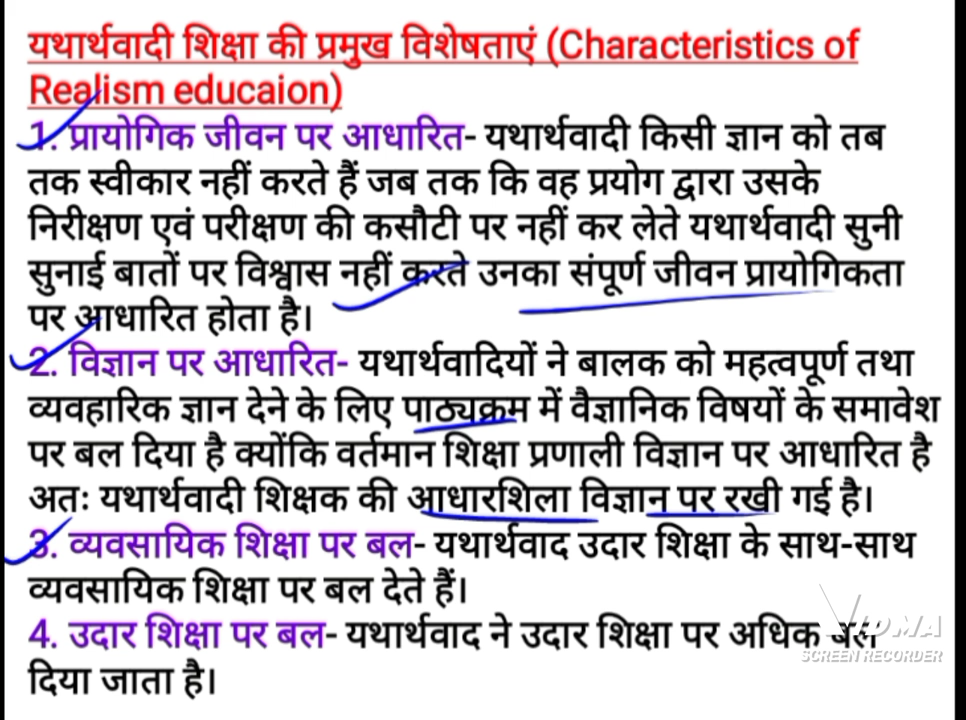 यथार्थवादी शिक्षा की प्रमुख विशेषताएं (Characteristics of
Realism educaion)
1. प्रायोगिक जीवन पर आधारित- यथार्थवादी किसी ज्ञान को तब
तक स्वीकार नहीं करते हैं जब तक कि वह प्रयोग द्वारा उसके
निरीक्षण एवं परीक्षण की कसौटी पर नहीं कर लेते यथार्थवादी सुनी
सुनाई बातों पर विश्वास नहीं करते उनका संपूर्ण जीवन प्रायोगिकता
पर आधारित होता है।
2. विज्ञान पर आधारित- यथार्थवादियों ने बालक को महत्वपूर्ण तथा
व्यवहारिक ज्ञान देने के लिए पाठ्यक्रम में वैज्ञानिक विषयों के समावेश
पर बल दिया है क्योंकि वर्तमान शिक्षा प्रणाली विज्ञान पर आधारित है
अतः यथार्थवादी शिक्षक की आधारशिला विज्ञान पर रखी गई है।
3. व्यवसायिक शिक्षा पर बल- यथार्थवाद उदार शिक्षा के साथ-साथ
व्यवसायिक शिक्षा पर बल देते हैं।
4. उदार शिक्षा पर बल- यथार्थवाद ने उदार शिक्षा पर अधिक बल
दिया जाता है।
VIDMA
SCREEN RECORDER